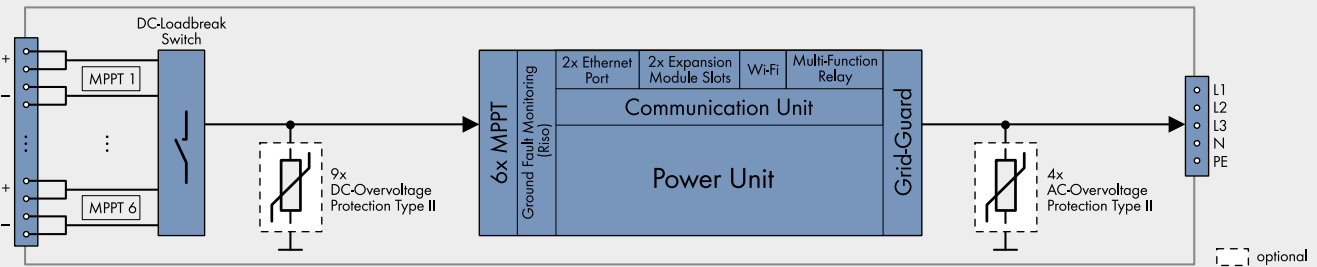 DC-Loadbreak
Switch
+
MPPT 1
–
⋮
⋮
+
MPPT 6
–
9x
DC-Overvoltage
Protection Type II
6x MPPT
Ground Fault Monitoring
(Riso)
2x Ethernet
Port
2x Expansion
Module Slots
Wi-Fi
Multi-Function
Relay
Communication Unit
Power Unit
Grid-Guard
4x
AC-Overvoltage
Protection Type II
L1
L2
L3
N
PE
optional